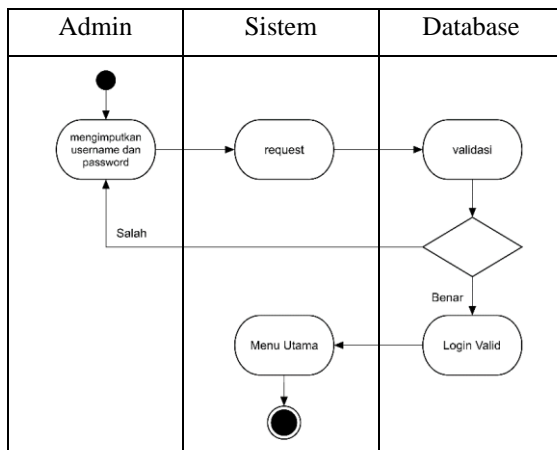 Admin
Sistem
Database
mengimputkan
username dan
password
request
validasi
Salah
Benar
Menu Utama
Login Valid